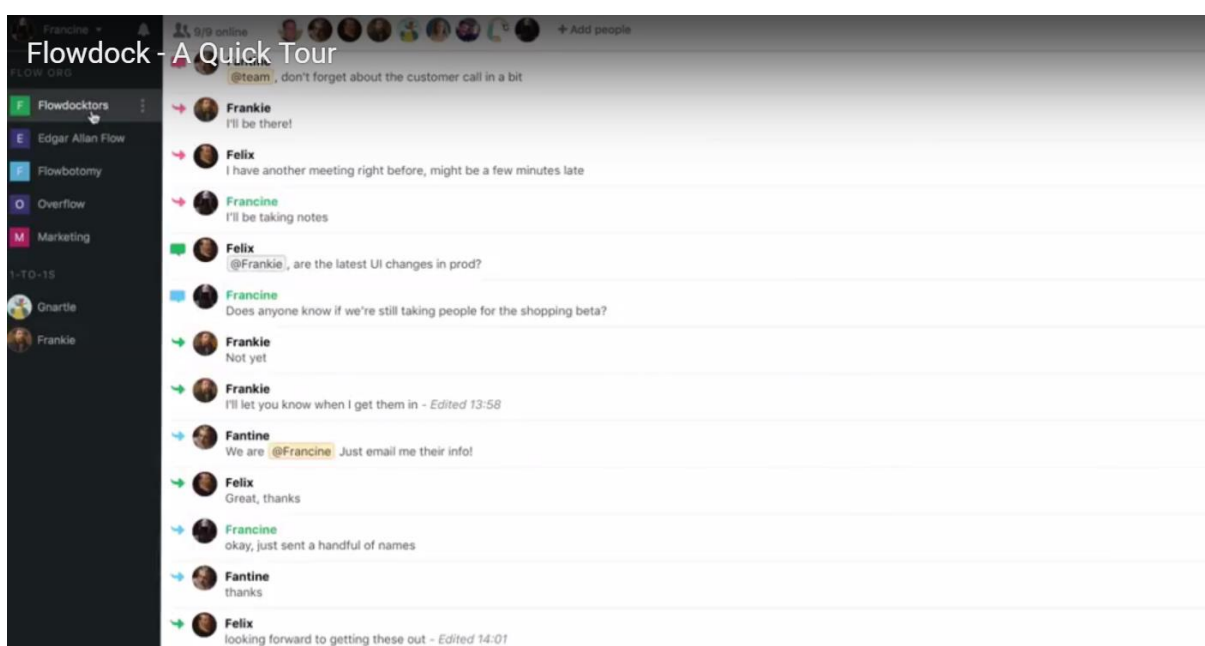 Francine
9/9 online
+ Add people
Flowdock - A Quick Tour
FLOW ORG
F Flowdocktors
E Edgar Allan Flow
F Flowbotomy
O Overflow
M Marketing
1-TO-1S
Gnartle
Frankie
Fantine
@team, don't forget about the customer call in a bit
Frankie
I'll be there!
Felix
I have another meeting right before, might be a few minutes late
Francine
I'll be taking notes
Felix
@Frankie, are the latest UI changes in prod?
Francine
Does anyone know if we're still taking people for the shopping beta?
Frankie
Not yet
Frankie
I'll let you know when I get them in - Edited 13:58
Fantine
We are @Francine Just email me their info!
Felix
Great, thanks
Francine
okay, just sent a handful of names
Fantine
thanks
Felix
looking forward to getting these out - Edited 14:01